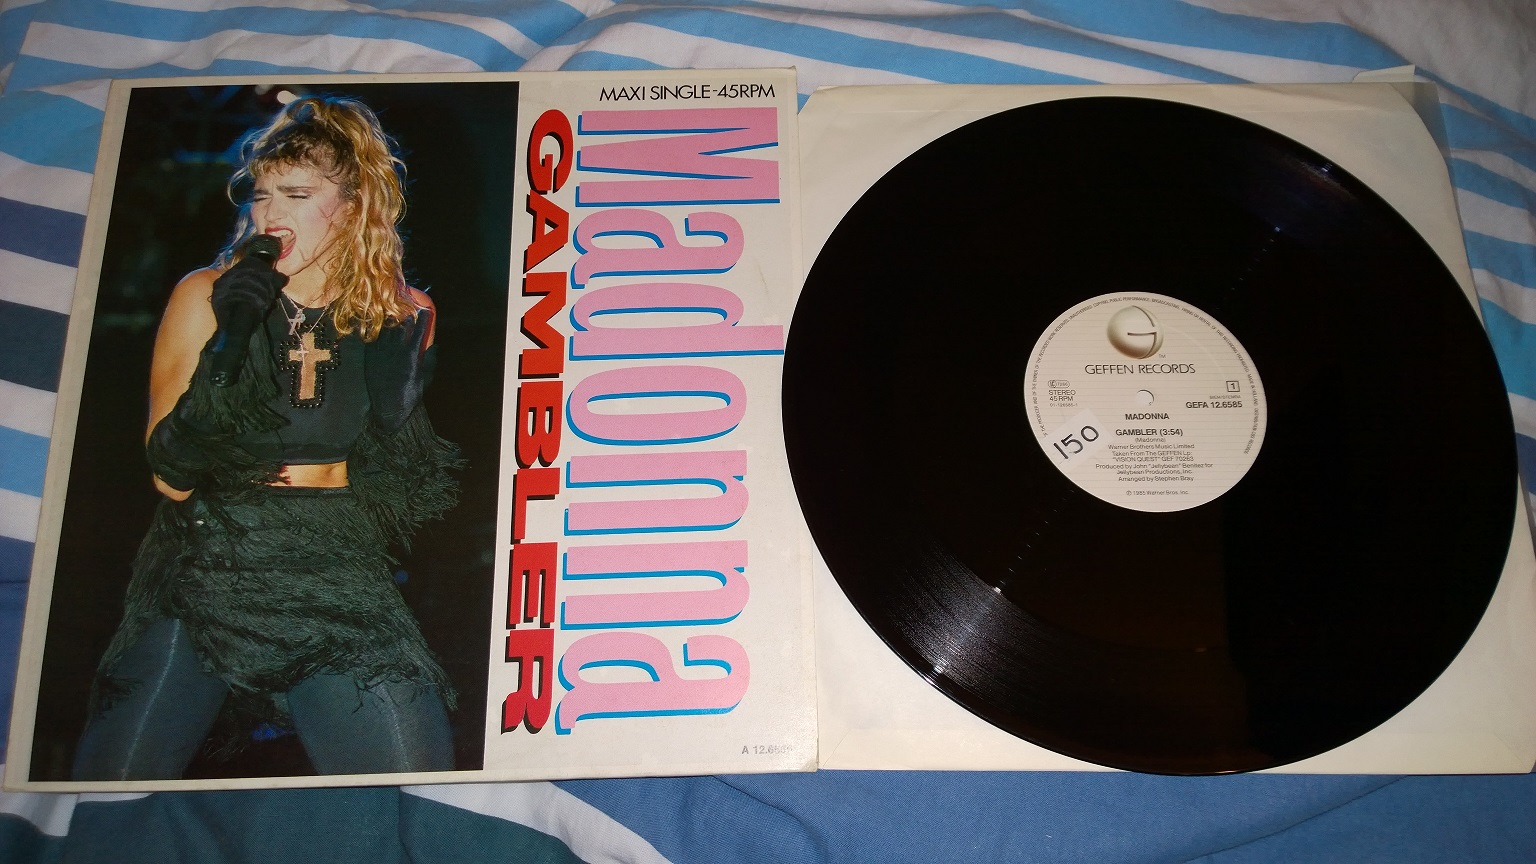 MAXI SINGLE-45RPM
Madonna
GAMBLER
GEFFEN RECORDS
TM
STEREO
45 RPM
1
GEFA 12.6585
MADONNA
GAMBLER (3:54)
(Madonna)
Warner Brothers Music Limited
Taken From The GEFFEN Lp:
"VISION QUEST" GEF 70263
Produced by John "Jellybean" Benitez for
Jellybean Productions, Inc.
Arranged by Stephen Bray
℗ 1985 Warner Bros. Inc.
150